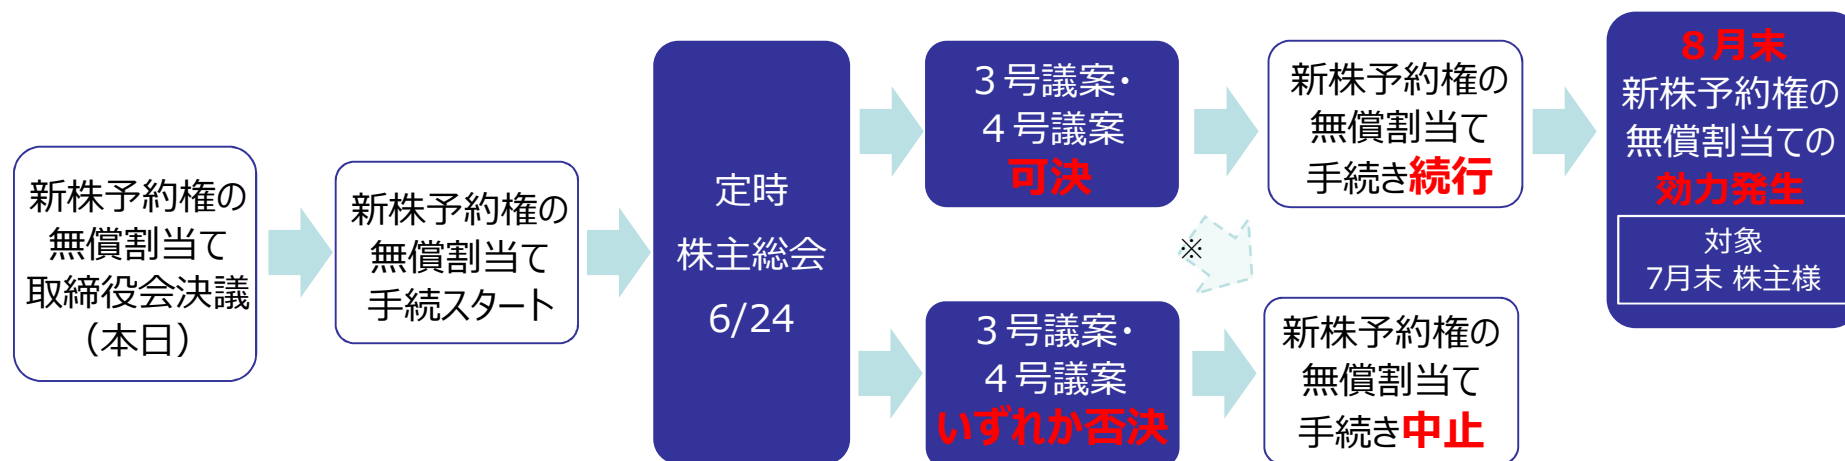 新株予約権の
無償割当て
取締役会決議
（本日）
新株予約権の
無償割当て
手続スタート
定時
株主総会
6/24
３号議案・
４号議案
可決
新株予約権の
無償割当て
手続き続行
８月末
新株予約権の
無償割当ての
効力発生
対象
7月末 株主様
※
３号議案・
４号議案
いずれか否決
新株予約権の
無償割当て
手続き中止